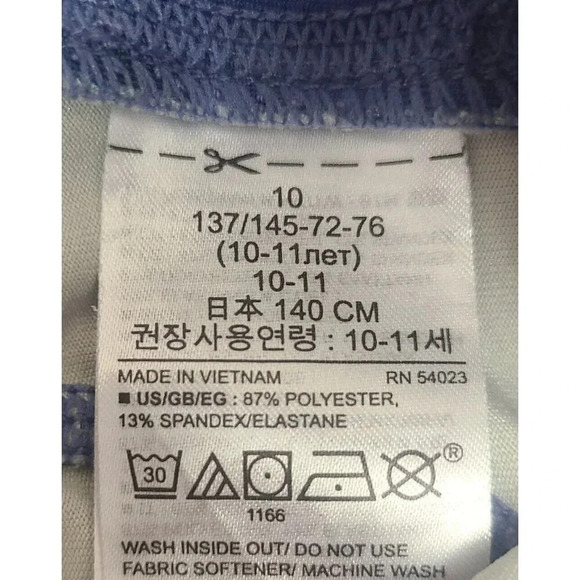 10
137/145-72-76
(10-11лет)
10-11
日本 140 CM
권장사용연령 : 10-11세
MADE IN VIETNAM RN 54023
■ US/GB/EG : 87% POLYESTER,
13% SPANDEX/ELASTANE
30 ®
1166
WASH INSIDE OUT/ DO NOT USE
FABRIC SOFTENER/ MACHINE WASH